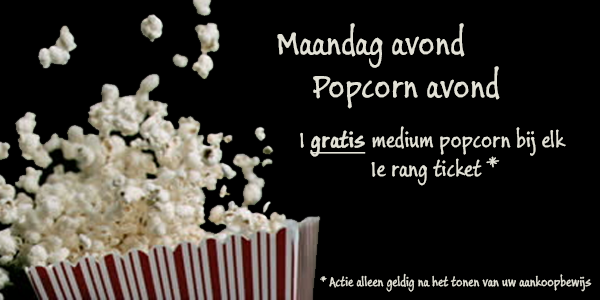 Maandag avond
Popcorn avond
1 gratis medium popcorn bij elk
1e rang ticket *
* Actie alleen geldig na het tonen van uw aankoopbewijs